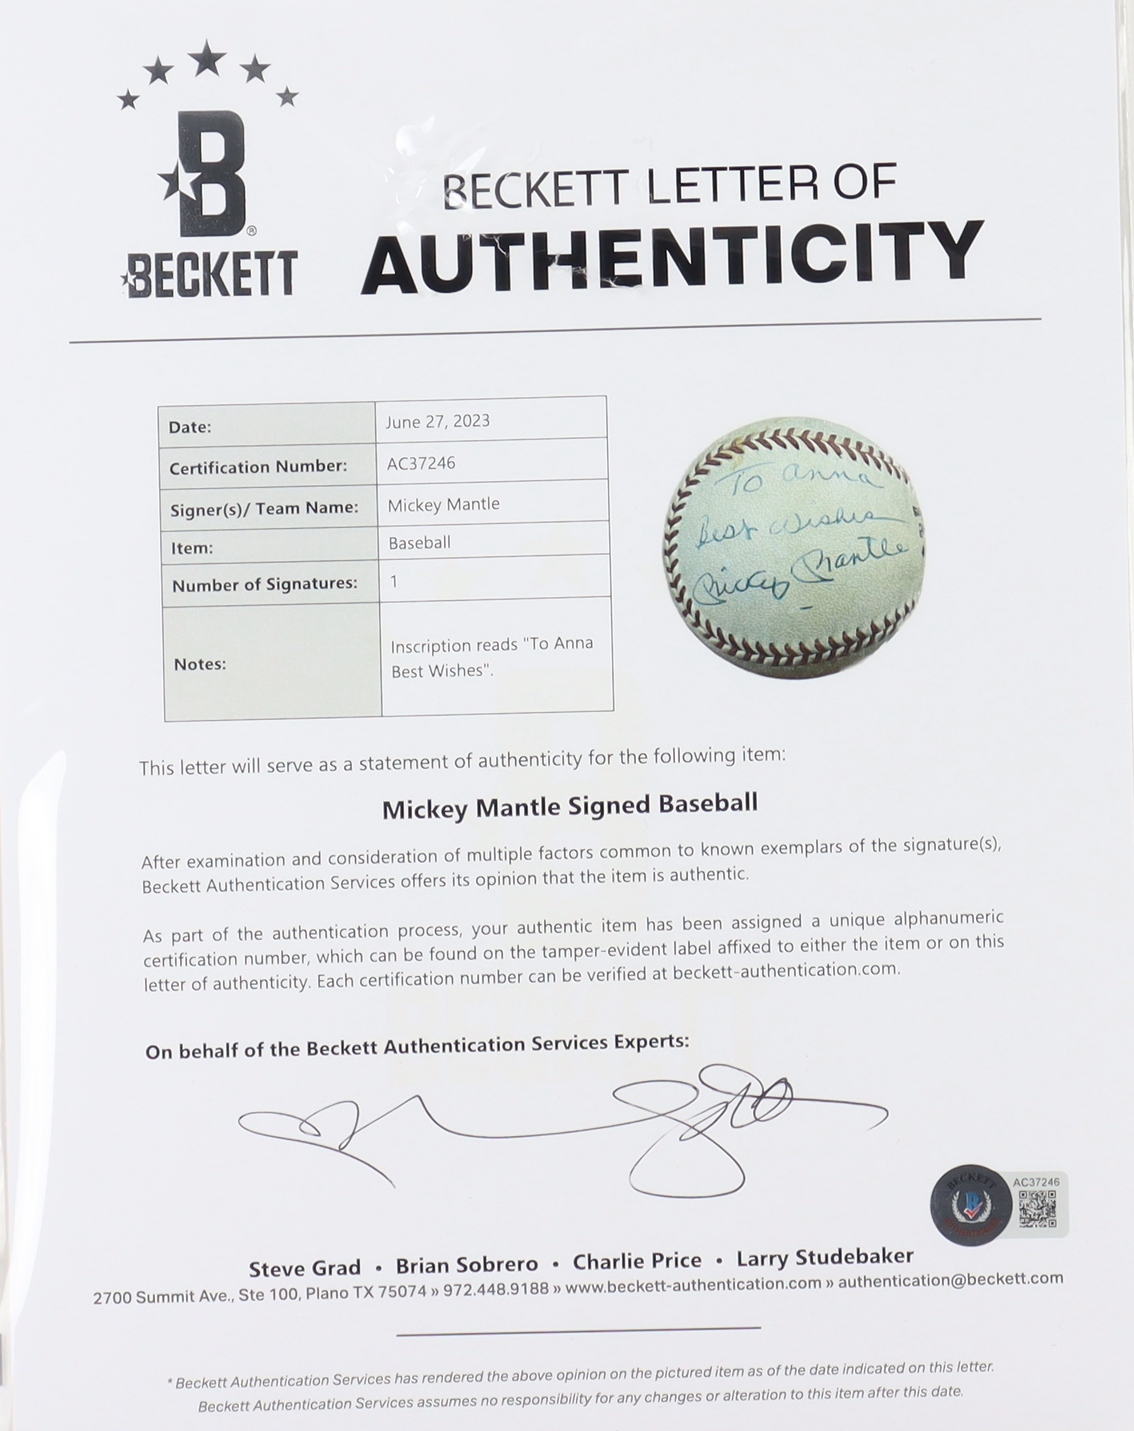 BECKETT LETTER OF
AUTHENTICITY
B®
BECKETT
Date: June 27, 2023
Certification Number: AC37246
Signer(s)/ Team Name: Mickey Mantle
Item: Baseball
Number of Signatures: 1
Notes: Inscription reads "To Anna
Best Wishes".
To Anna
Best Wishes
Mickey Mantle
This letter will serve as a statement of authenticity for the following item:
Mickey Mantle Signed Baseball
After examination and consideration of multiple factors common to known exemplars of the signature(s),
Beckett Authentication Services offers its opinion that the item is authentic.
As part of the authentication process, your authentic item has been assigned a unique alphanumeric
certification number, which can be found on the tamper-evident label affixed to either the item or on this
letter of authenticity. Each certification number can be verified at beckett-authentication.com.
On behalf of the Beckett Authentication Services Experts:
BECKETT
AC37246
Steve Grad • Brian Sobrero • Charlie Price • Larry Studebaker
2700 Summit Ave., Ste 100, Plano TX 75074 » 972.448.9188 » www.beckett-authentication.com » authentication@beckett.com
* Beckett Authentication Services has rendered the above opinion on the pictured item as of the date indicated on this letter.
Beckett Authentication Services assumes no responsibility for any changes or alteration to this item after this date.